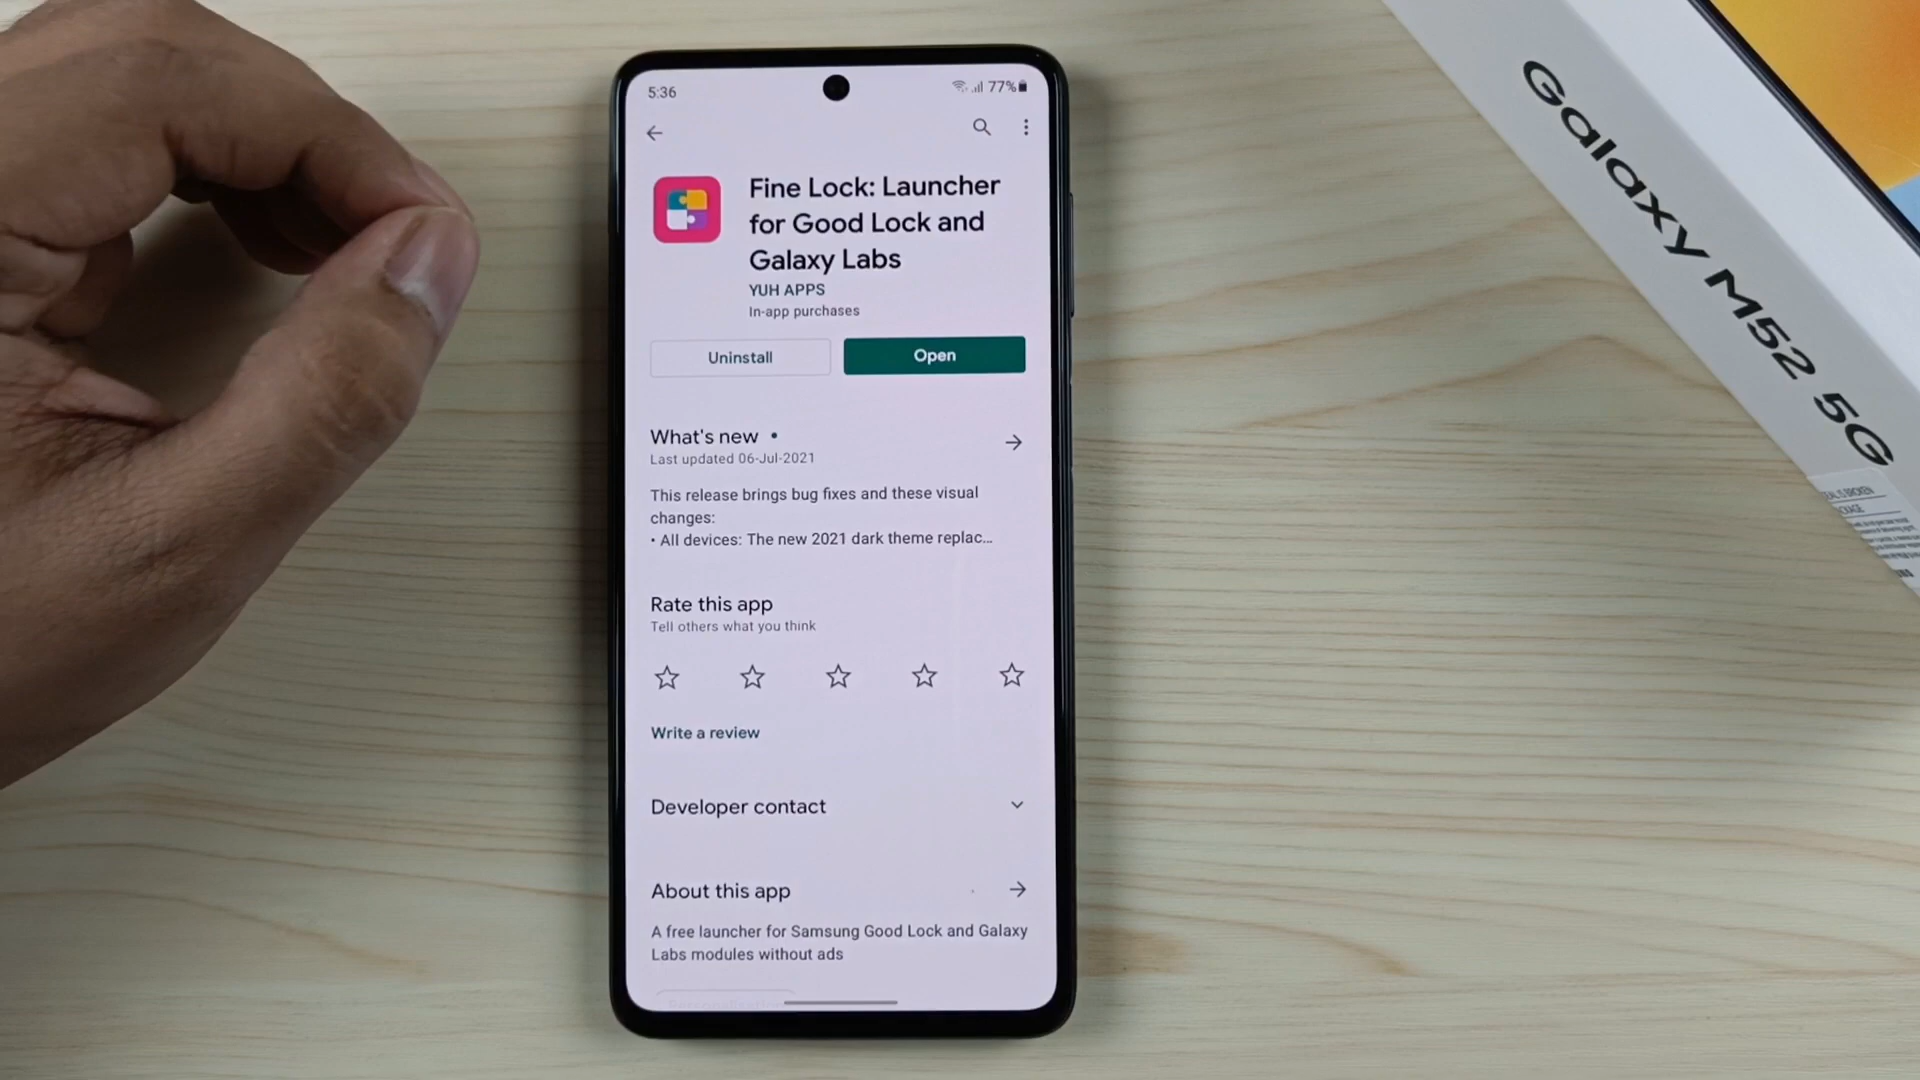 5:36
77%
Fine Lock: Launcher
for Good Lock and
Galaxy Labs
YUH APPS
In-app purchases
Uninstall
Open
What's new •
Last updated 06-Jul-2021
This release brings bug fixes and these visual
changes:
• All devices: The new 2021 dark theme replac...
Rate this app
Tell others what you think
Write a review
Developer contact
About this app
A free launcher for Samsung Good Lock and Galaxy
Labs modules without ads
Galaxy M52 5G